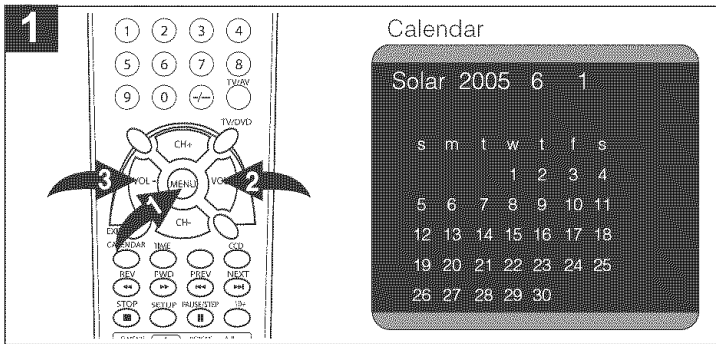 1
1 2 3 4
5 6 7 8
TV/AV
9 0 -/--
TV/DVD
CH+
3 VOL - MENU VO 2
1
CH-
CALENDAR TIME CCD
REV FWD PREV NEXT
STOP SETUP PAUSE/STEP 10+
Calendar
Solar 2005 6 1
s m t w t f s
1 2 3 4
5 6 7 8 9 10 11
12 13 14 15 16 17 18
19 20 21 22 23 24 25
26 27 28 29 30